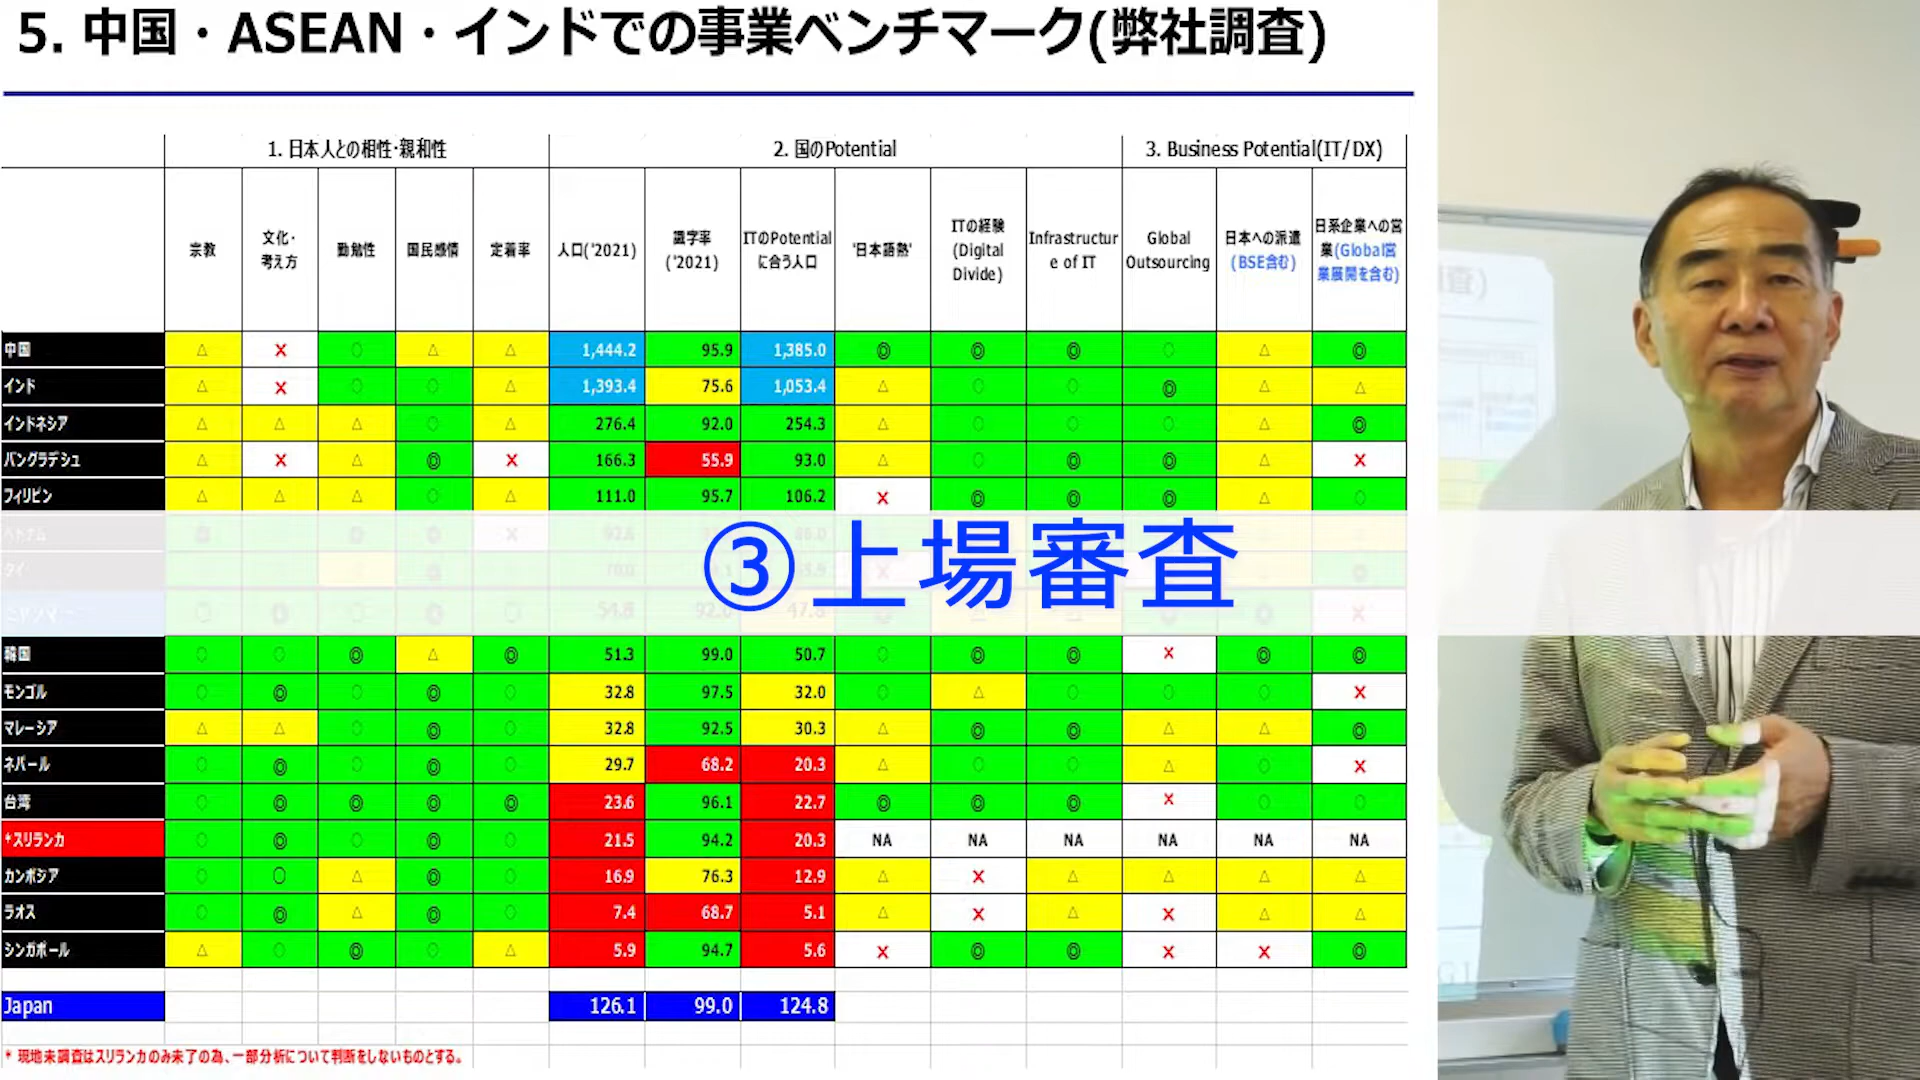 5. 中国・ASEAN・インドでの事業ベンチマーク(弊社調査)
1. 日本人との相性・親和性 2. 国のPotential 3. Business Potential(IT/DX)
宗教 文化・考え方 勤勉性 国民感情 定着率 人口('2021) 識字率('2021) ITのPotentialに合う人口 '日本語熱' ITの経験(Digital Divide) Infrastructure of IT Global Outsourcing 日本への派遣(BSE含む) 日系企業への営業(Global営業展開を含む)
中国 △ X ○ △ △ 1,444.2 95.9 1,385.0 ◎ ◎ ◎ ○ △ ◎
インド △ X ○ ○ △ 1,393.4 75.6 1,053.4 △ ○ ○ ◎ △ △
インドネシア △ △ △ ○ △ 276.4 92.0 254.3 △ ○ ○ ○ △ ◎
バングラデシュ △ X △ ◎ X 166.3 55.9 93.0 △ ○ ◎ ◎ △ X
フィリピン △ △ △ ○ △ 111.0 95.7 106.2 X ◎ ◎ ◎ △ ○
ベトナム
タイ
③上場審査
ミャンマー
韓国 ○ ○ ◎ △ ◎ 51.3 99.0 50.7 ○ ◎ ◎ X ◎ ◎
モンゴル ○ ◎ ○ ◎ ○ 32.8 97.5 32.0 ○ △ ○ ○ ○ X
マレーシア △ △ ○ ◎ ○ 32.8 92.5 30.3 △ ◎ ◎ △ △ ◎
ネパール ○ ◎ ○ ◎ ○ 29.7 68.2 20.3 △ ○ ○ △ ○ X
台湾 ○ ◎ ◎ ◎ ◎ 23.6 96.1 22.7 ◎ ◎ ◎ X ○ ○
*スリランカ ○ ◎ ○ ◎ ○ 21.5 94.2 20.3 NA NA NA NA NA NA
カンボジア ○ ○ △ ◎ ○ 16.9 76.3 12.9 △ X △ △ △ △
ラオス ○ ◎ △ ◎ ○ 7.4 68.7 5.1 △ X △ X △ △
シンガポール △ ○ ◎ ○ △ 5.9 94.7 5.6 X ◎ ◎ X X ◎
Japan 126.1 99.0 124.8
* 現地未調査はスリランカのみ未了の為、一部分析について判断をしないものとする。